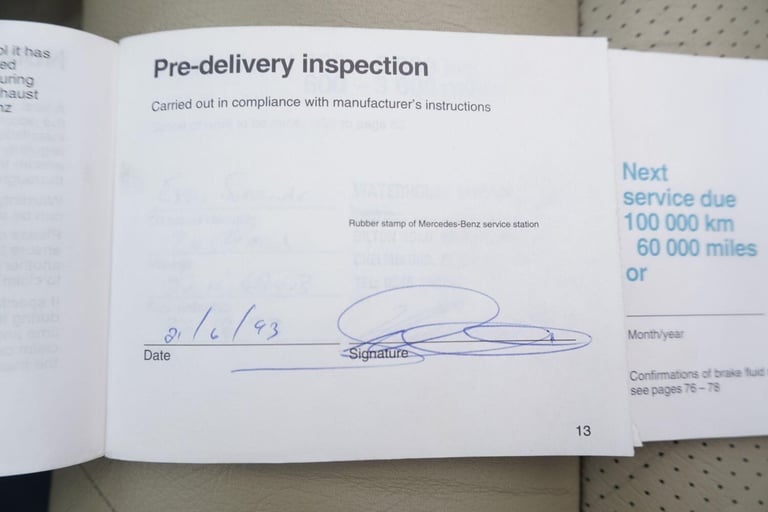 ol it has
ed
uring
haust
nz
Pre-delivery inspection
Carried out in compliance with manufacturer's instructions
Rubber stamp of Mercedes-Benz service station
21/6/93
Date
Signature
13
Next
service due
100 000 km
60 000 miles
or
Month/year
Confirmations of brake fluid
see pages 76 – 78